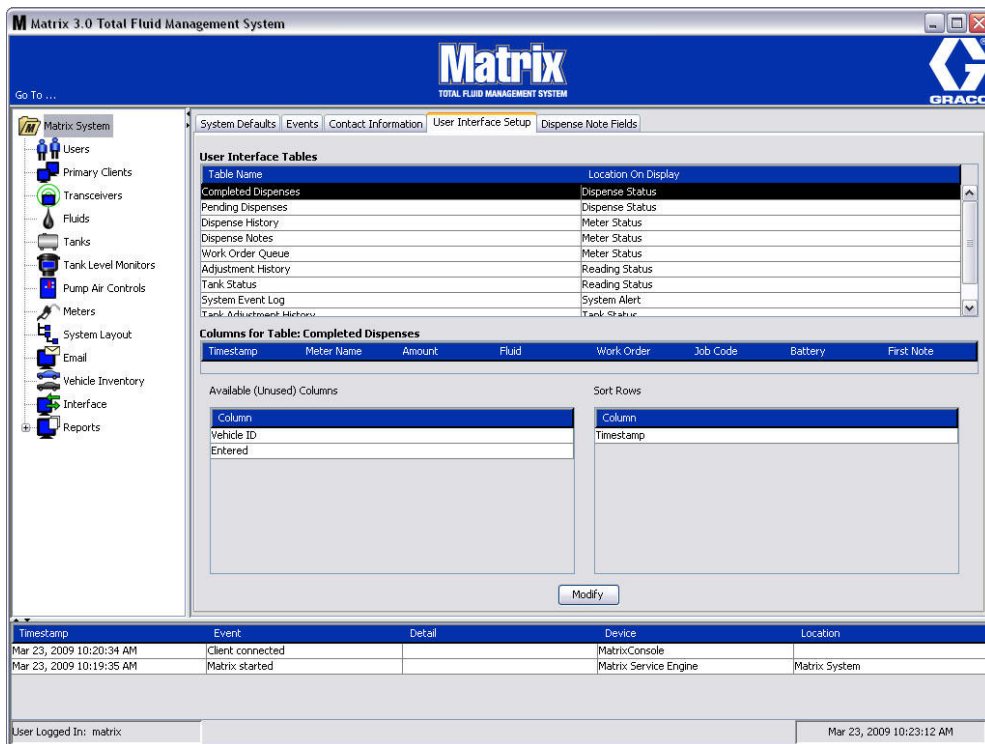 M Matrix 3.0 Total Fluid Management System
Matrix
TOTAL FLUID MANAGEMENT SYSTEM
GRACO
Go To ...
Matrix System
Users
Primary Clients
Transceivers
Fluids
Tanks
Tank Level Monitors
Pump Air Controls
Meters
System Layout
Email
Vehicle Inventory
Interface
Reports
System Defaults Events Contact Information User Interface Setup Dispense Note Fields
User Interface Tables
Table Name Location On Display
Completed Dispenses Dispense Status
Pending Dispenses Dispense Status
Dispense History Meter Status
Dispense Notes Meter Status
Work Order Queue Meter Status
Adjustment History Reading Status
Tank Status Reading Status
System Event Log System Alert
Tank Adjustment History Tank Status
Columns for Table: Completed Dispenses
Timestamp Meter Name Amount Fluid Work Order Job Code Battery First Note
Available (Unused) Columns
Column
Vehicle ID
Entered
Sort Rows
Column
Timestamp
Modify
Timestamp Event Detail Device Location
Mar 23, 2009 10:20:34 AM Client connected MatrixConsole
Mar 23, 2009 10:19:35 AM Matrix started Matrix Service Engine Matrix System
User Logged In: matrix
Mar 23, 2009 10:23:12 AM